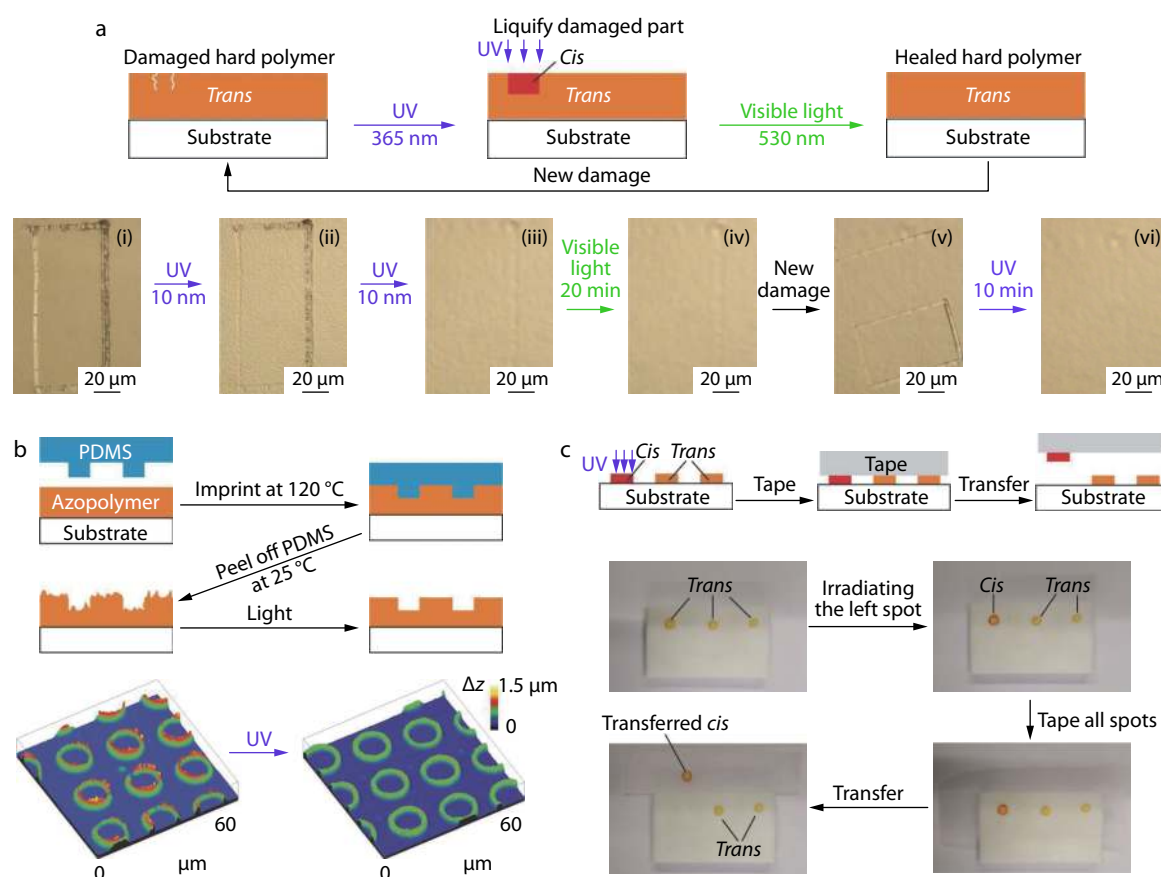 a
Damaged hard polymer
Trans
Substrate
UV
365 nm
Liquify damaged part
UV
Cis
Trans
Substrate
Visible light
530 nm
Healed hard polymer
Trans
Substrate
New damage
(i)
20 μm
UV
10 nm
(ii)
20 μm
UV
10 nm
(iii)
20 μm
Visible
light
20 min
(iv)
20 μm
New
damage
(v)
20 μm
UV
10 min
(vi)
20 μm
b
PDMS
Azopolymer
Substrate
Imprint at 120 °C
Peel off PDMS
at 25 °C
Light
Δz
1.5 μm
0
UV
60
μm
0
60
μm
0
c
UV
Cis
Trans
Substrate
Tape
Tape
Substrate
Transfer
Substrate
Trans
Irradiating
the left spot
Cis
Trans
Tape all spots
Transferred cis
Trans
Transfer